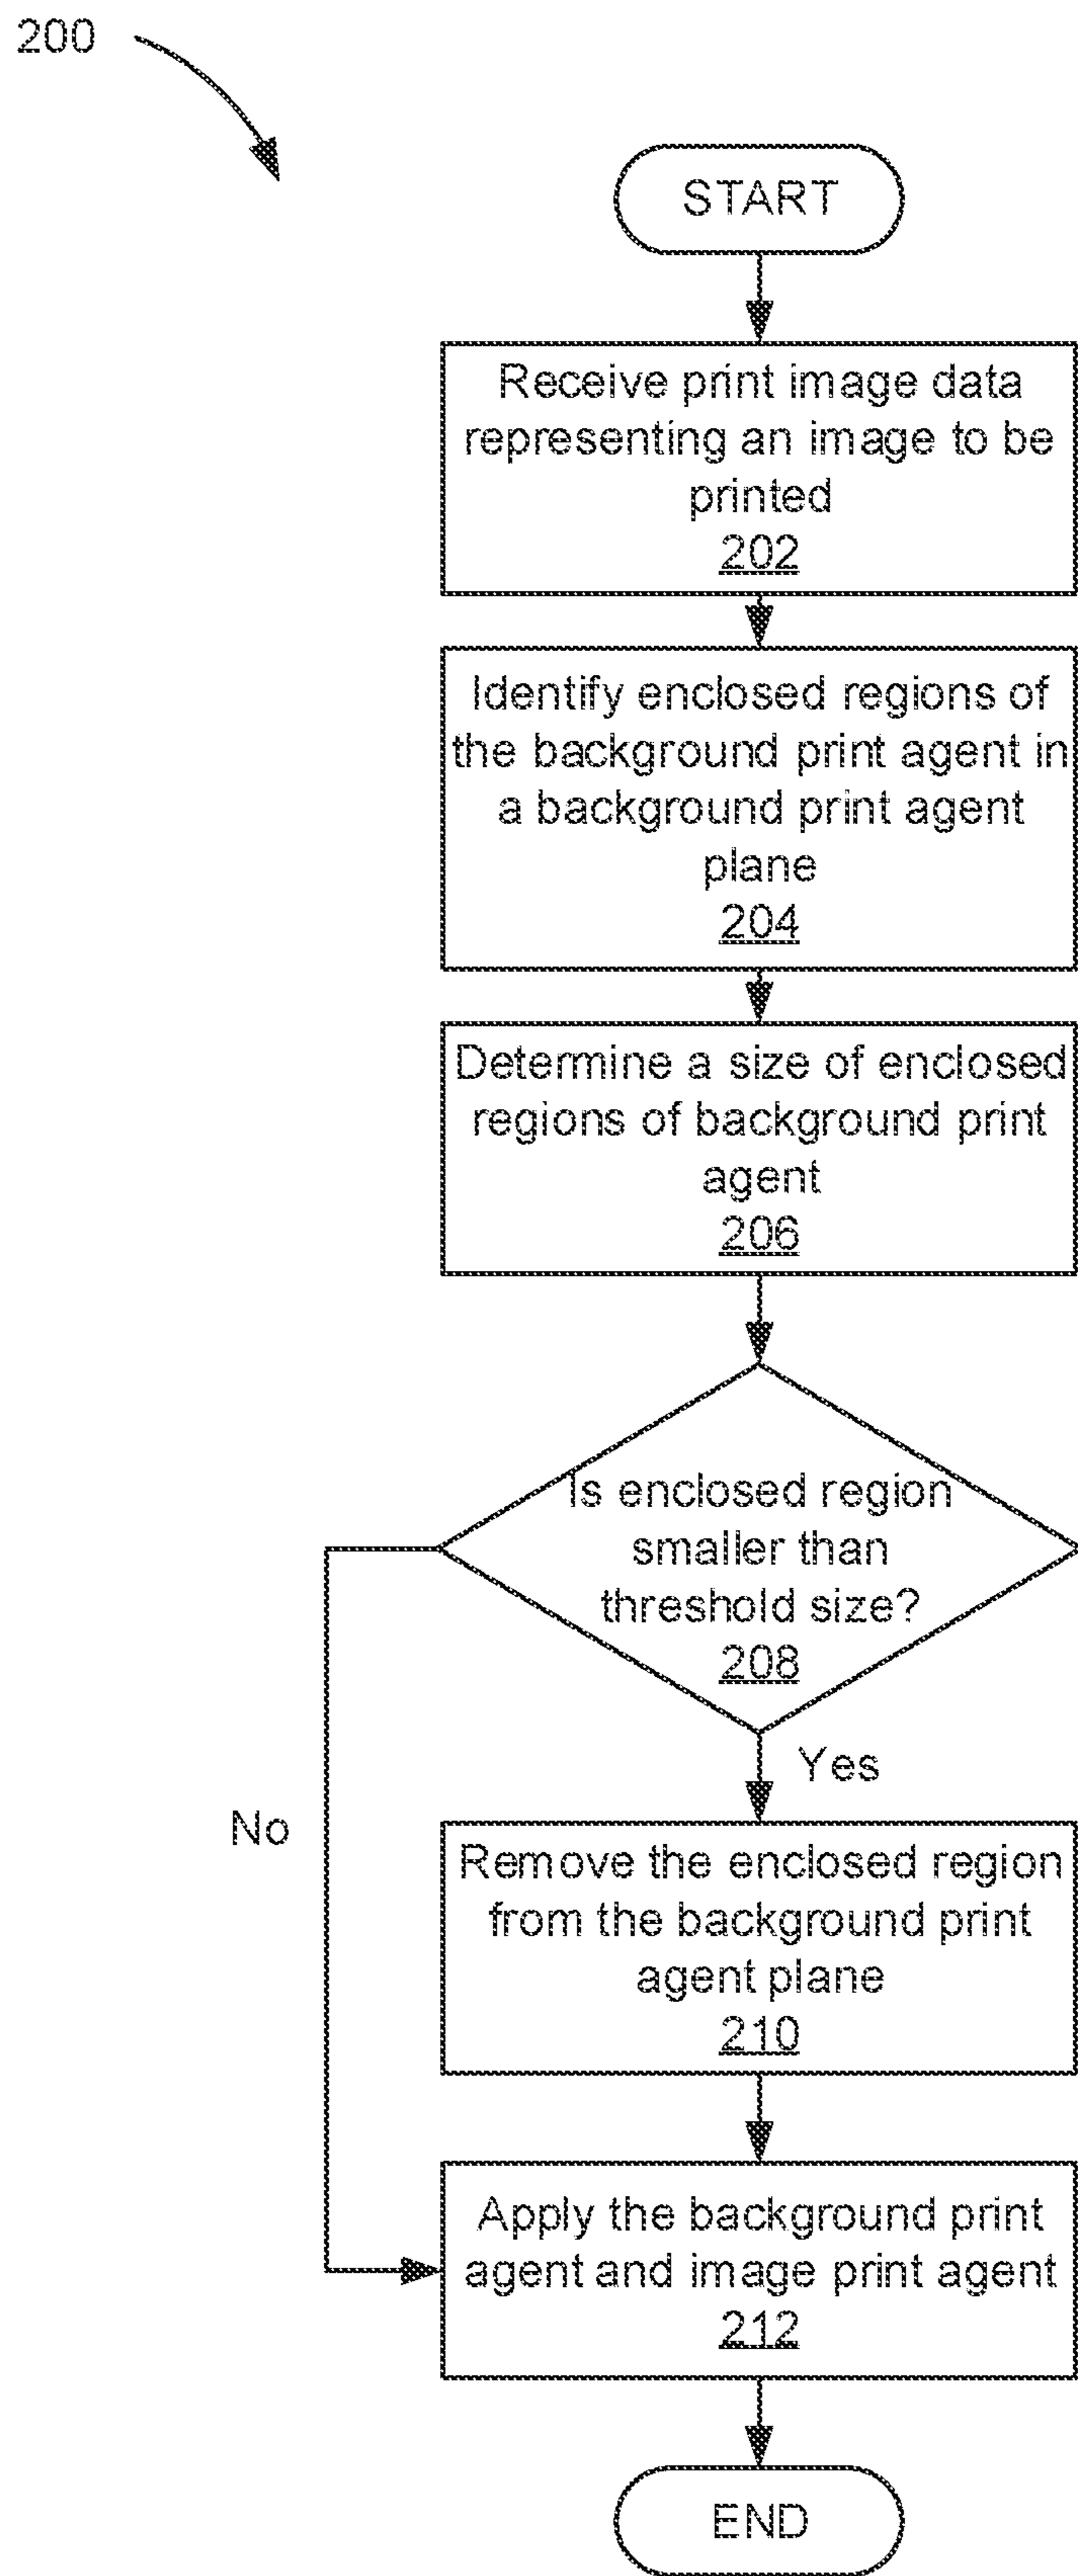 200
START
Receive print image data
representing an image to be
printed
202
Identify enclosed regions of
the background print agent in
a background print agent
plane
204
Determine a size of enclosed
regions of background print
agent
206
Is enclosed region
smaller than
threshold size?
208
Yes
No
Remove the enclosed region
from the background print
agent plane
210
Apply the background print
agent and image print agent
212
END